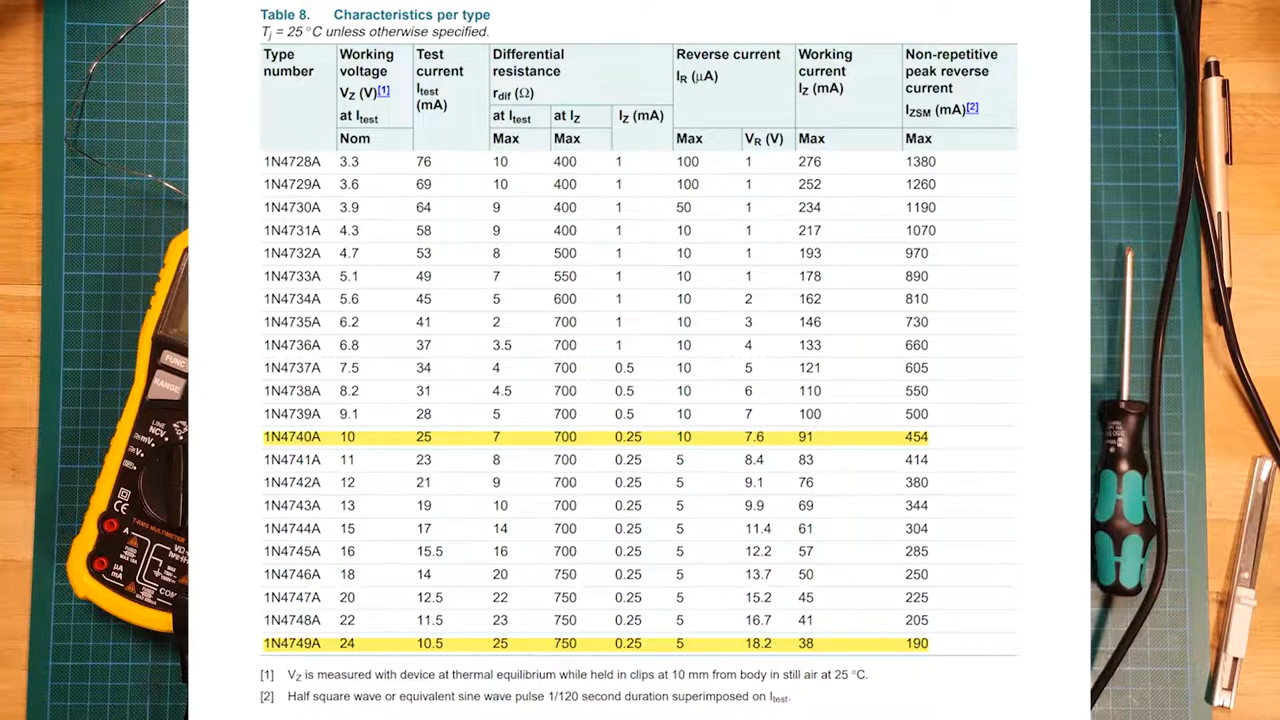 Table 8. Characteristics per type
Tj = 25 °C unless otherwise specified.
Type number Working voltage VZ (V)[1] at Itest Test current Itest (mA) Differential resistance rdif (Ω) Reverse current IR (μA) Working current IZ (mA) Non-repetitive peak reverse current IZSM (mA)[2]
at Itest at IZ IZ (mA)
Nom Max Max Max VR (V) Max Max
1N4728A 3.3 76 10 400 1 100 1 276 1380
1N4729A 3.6 69 10 400 1 100 1 252 1260
1N4730A 3.9 64 9 400 1 50 1 234 1190
1N4731A 4.3 58 9 400 1 10 1 217 1070
1N4732A 4.7 53 8 500 1 10 1 193 970
1N4733A 5.1 49 7 550 1 10 1 178 890
1N4734A 5.6 45 5 600 1 10 2 162 810
1N4735A 6.2 41 2 700 1 10 3 146 730
1N4736A 6.8 37 3.5 700 1 10 4 133 660
1N4737A 7.5 34 4 700 0.5 10 5 121 605
1N4738A 8.2 31 4.5 700 0.5 10 6 110 550
1N4739A 9.1 28 5 700 0.5 10 7 100 500
1N4740A 10 25 7 700 0.25 10 7.6 91 454
1N4741A 11 23 8 700 0.25 5 8.4 83 414
1N4742A 12 21 9 700 0.25 5 9.1 76 380
1N4743A 13 19 10 700 0.25 5 9.9 69 344
1N4744A 15 17 14 700 0.25 5 11.4 61 304
1N4745A 16 15.5 16 700 0.25 5 12.2 57 285
1N4746A 18 14 20 750 0.25 5 13.7 50 250
1N4747A 20 12.5 22 750 0.25 5 15.2 45 225
1N4748A 22 11.5 23 750 0.25 5 16.7 41 205
1N4749A 24 10.5 25 750 0.25 5 18.2 38 190
[1] VZ is measured with device at thermal equilibrium while held in clips at 10 mm from body in still air at 25 °C.
[2] Half square wave or equivalent sine wave pulse 1/120 second duration superimposed on Itest.
FUNC
RANGE
LINE
NCV
mV
V
CE
T-RMS MULTIMETER
A
μA
mA
COM